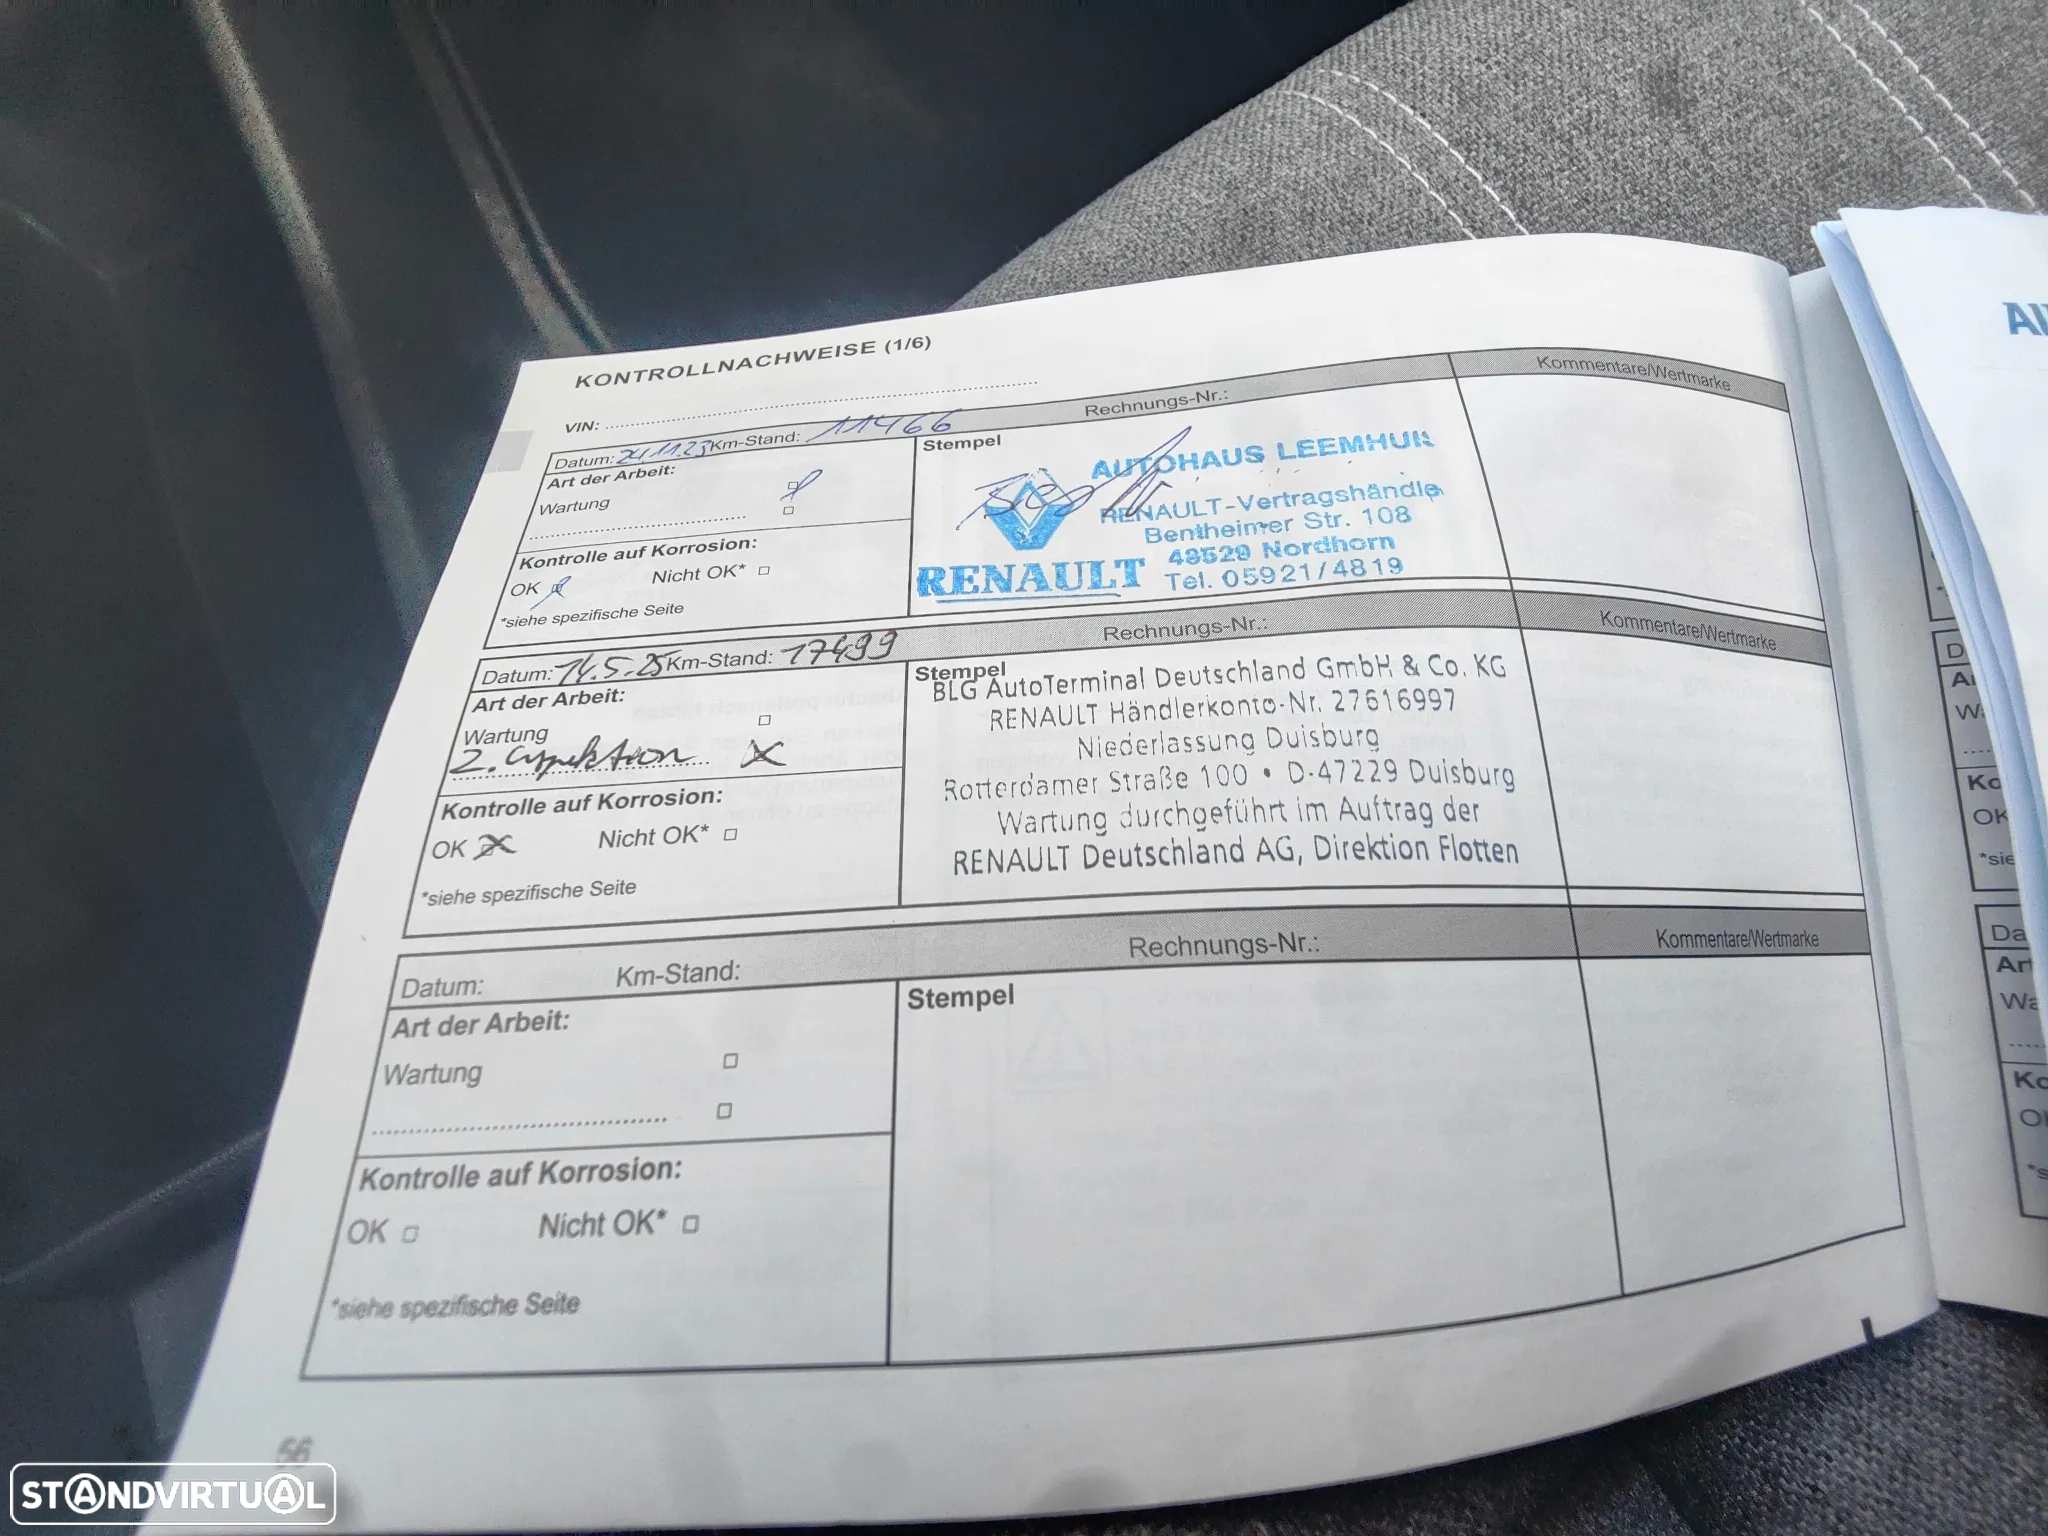 KONTROLLNACHWEISE (1/6)
VIN: ........................
Datum: 24.11.23 Km-Stand: 11466 Rechnungs-Nr.: Kommentare/Wertmarke
Art der Arbeit:
Wartung
Kontrolle auf Korrosion:
OK Nicht OK*
*siehe spezifische Seite
Stempel
AUTOHAUS LEEMHUI
RENAULT-Vertragshändle
Bentheimer Str. 108
48529 Nordhorn
Tel. 05921/4819
RENAULT
Datum: 14.5.25 Km-Stand: 17499 Rechnungs-Nr.: Kommentare/Wertmarke
Art der Arbeit:
Wartung
2. Inspektion
Kontrolle auf Korrosion:
OK Nicht OK*
*siehe spezifische Seite
Stempel
BLG AutoTerminal Deutschland GmbH & Co. KG
RENAULT Händlerkonto-Nr. 27616997
Niederlassung Duisburg
Rotterdamer Straße 100 • D-47229 Duisburg
Wartung durchgeführt im Auftrag der
RENAULT Deutschland AG, Direktion Flotten
Datum: Km-Stand: Rechnungs-Nr.: Kommentare/Wertmarke
Art der Arbeit:
Wartung
Kontrolle auf Korrosion:
OK Nicht OK*
*siehe spezifische Seite
Stempel
56
STANDVIRTUAL